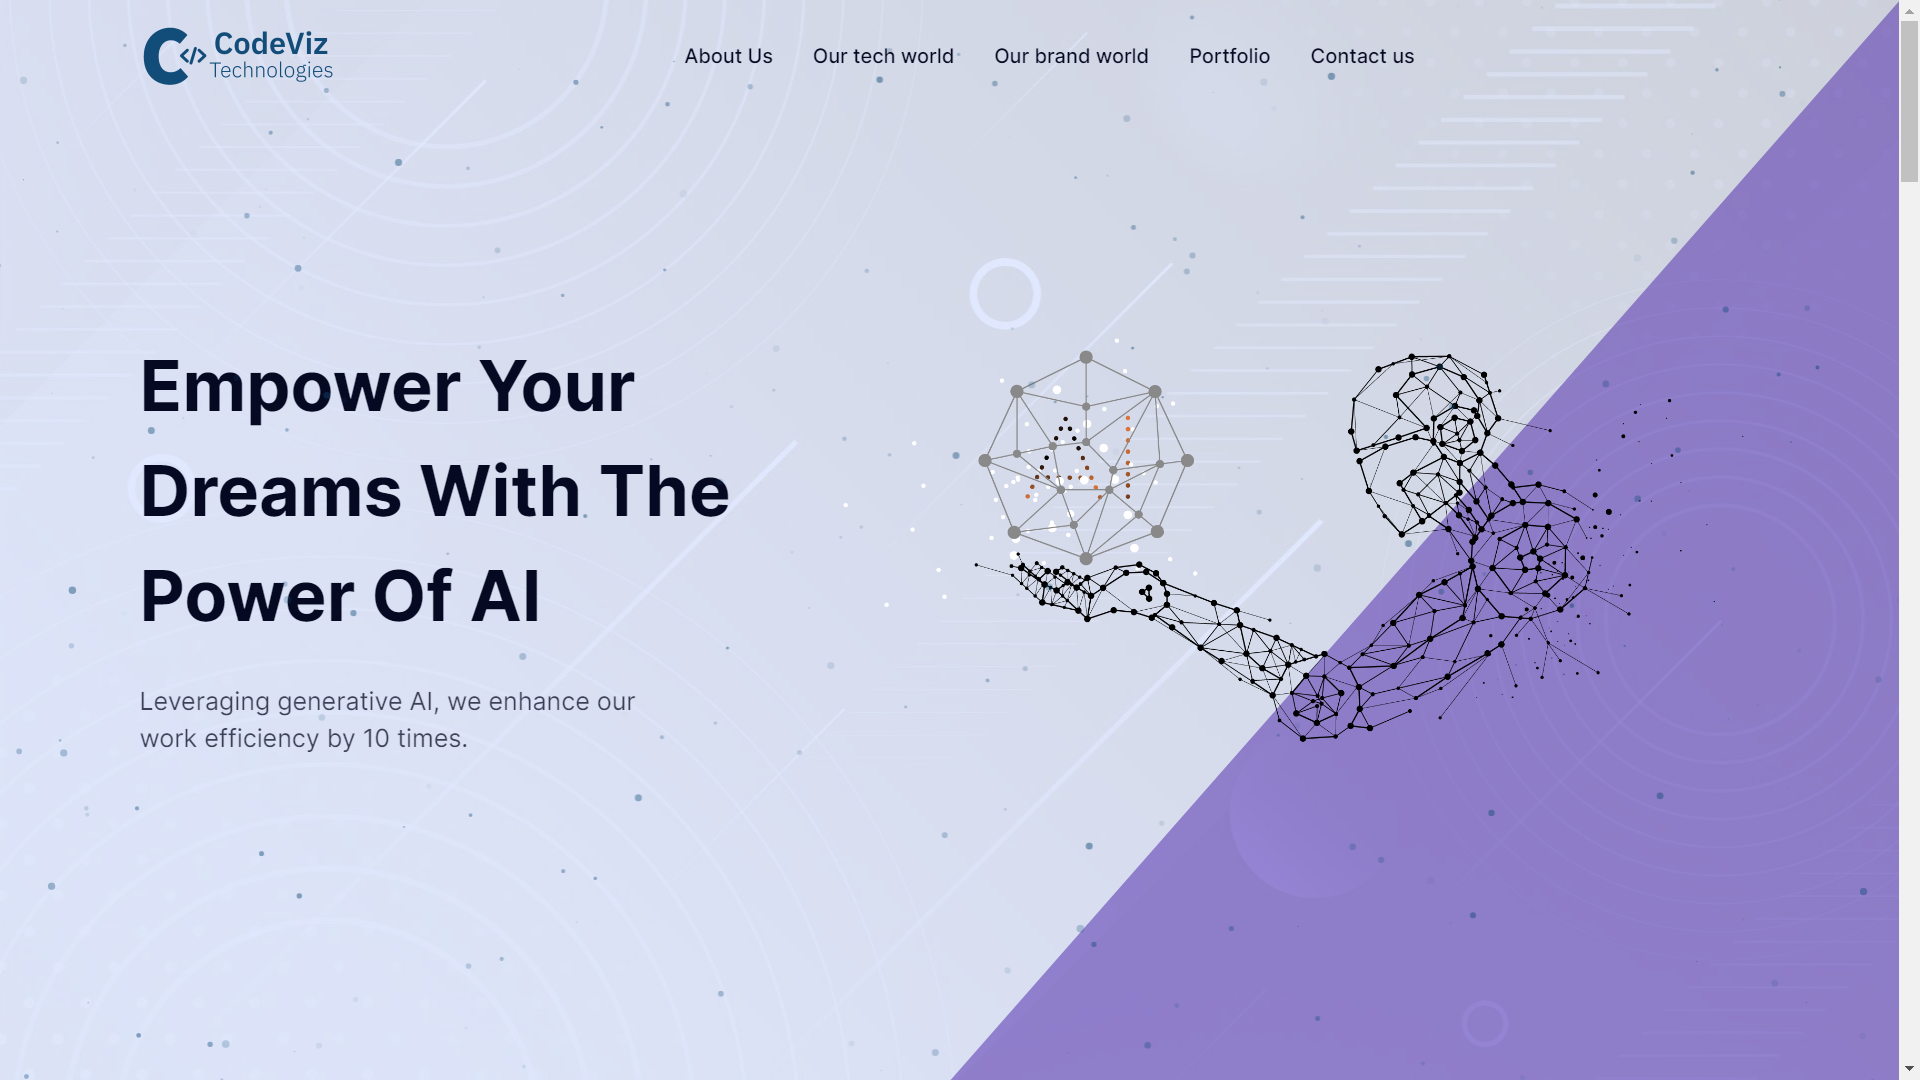 CodeViz
Technologies
About Us
Our tech world
Our brand world
Portfolio
Contact us
Empower Your
Dreams With The
Power Of AI
AI
Leveraging generative AI, we enhance our
work efficiency by 10 times.